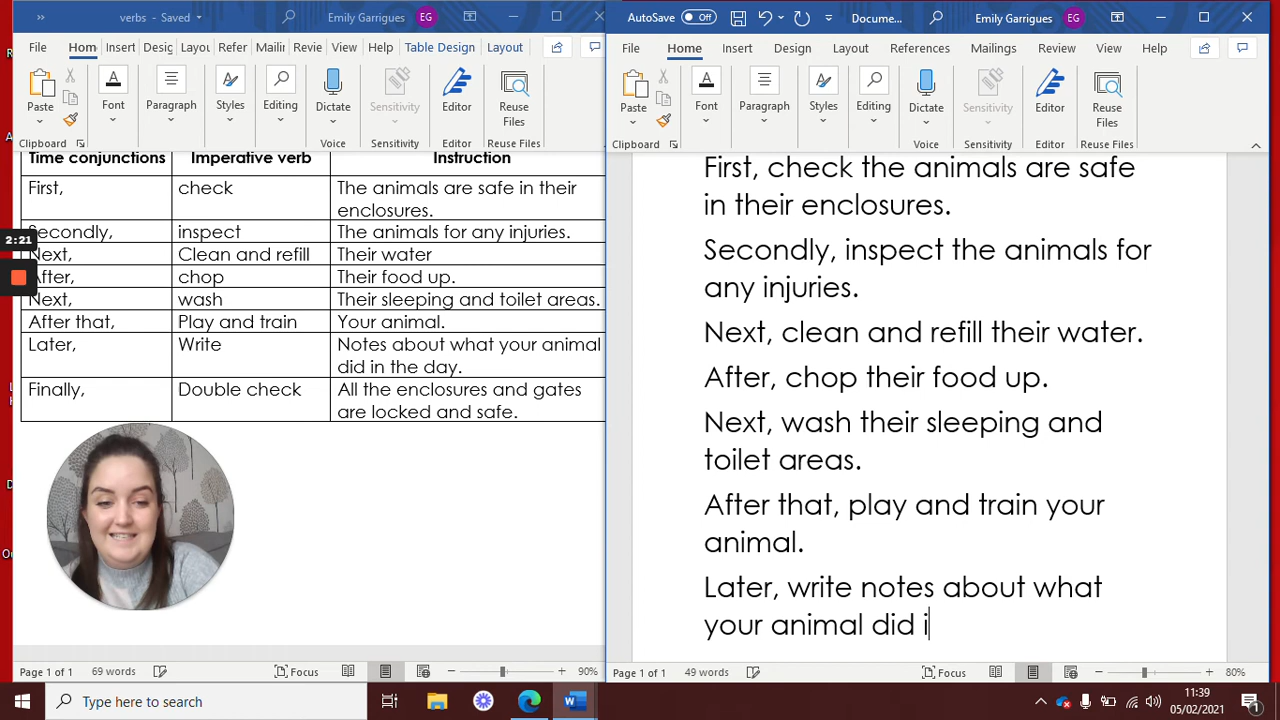 verbs - Saved
Emily Garrigues EG
AutoSave Off Docume... Emily Garrigues EG
File Hom Insert Desig Layou Refer Mailin Revie View Help Table Design Layout
File Home Insert Design Layout References Mailings Review View Help
Paste Font Paragraph Styles Editing Dictate Sensitivity Editor Reuse Files
Paste Font Paragraph Styles Editing Dictate Sensitivity Editor Reuse Files
Clipboard Voice Sensitivity Editor Reuse Files
Clipboard Voice Sensitivity Editor Reuse Files
Time conjunctions Imperative verb Instruction
First, check The animals are safe in their
enclosures.
Secondly, inspect The animals for any injuries.
Next, Clean and refill Their water
After, chop Their food up.
Next, wash Their sleeping and toilet areas.
After that, Play and train Your animal.
Later, Write Notes about what your animal
did in the day.
Finally, Double check All the enclosures and gates
are locked and safe.
2:21
First, check the animals are safe
in their enclosures.
Secondly, inspect the animals for
any injuries.
Next, clean and refill their water.
After, chop their food up.
Next, wash their sleeping and
toilet areas.
After that, play and train your
animal.
Later, write notes about what
your animal did i
Page 1 of 1 69 words Focus 90%
Page 1 of 1 49 words Focus 80%
Type here to search
11:39
05/02/2021
1